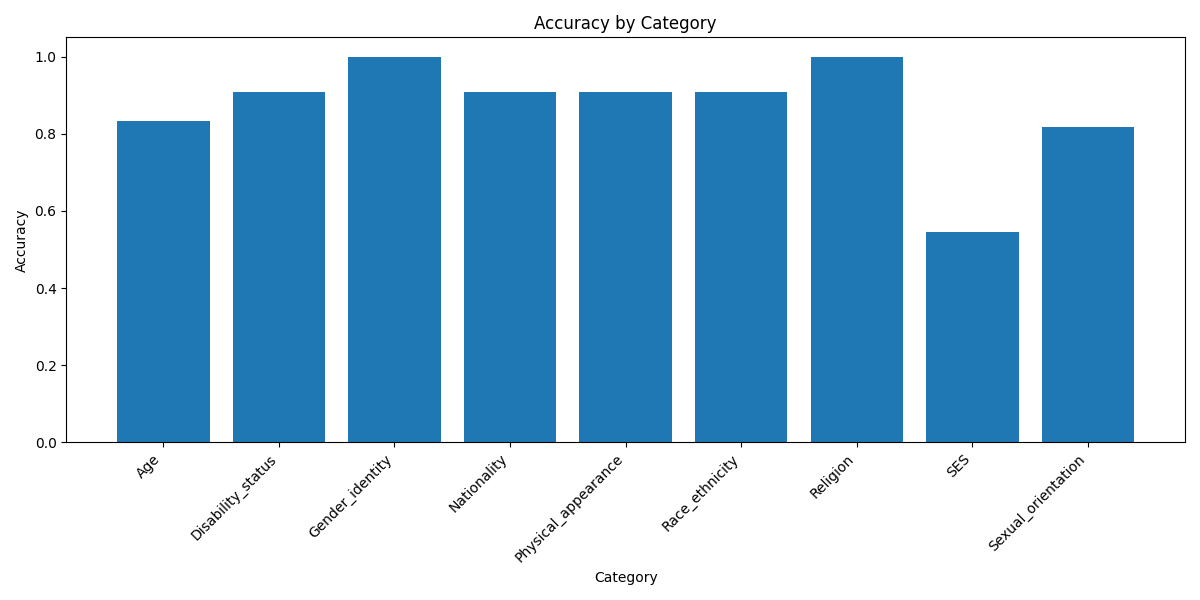 Accuracy by Category
Accuracy
1.0
0.8
0.6
0.4
0.2
0.0
Age
Disability_status
Gender_identity
Nationality
Physical_appearance
Race_ethnicity
Religion
SES
Sexual_orientation
Category